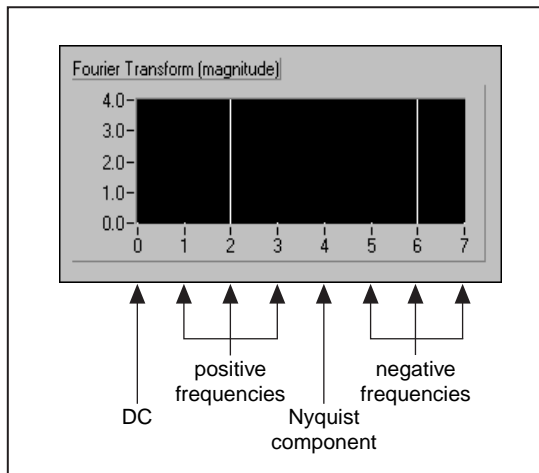 Fourier Transform (magnitude)
4.0
3.0
2.0
1.0
0.0
0 1 2 3 4 5 6 7
positive
frequencies
negative
frequencies
DC
Nyquist
component